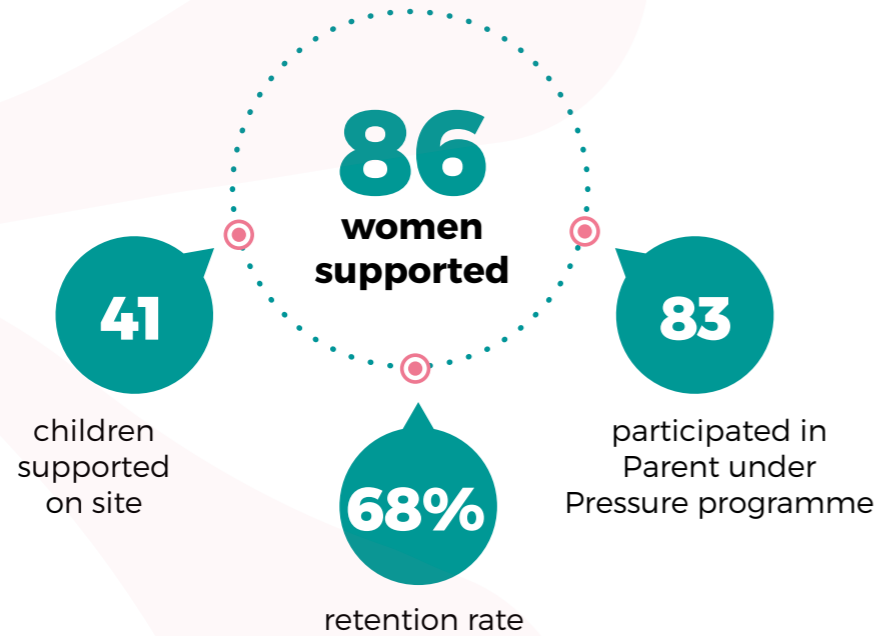 86
women
supported
41
children
supported
on site
68%
retention rate
83
participated in
Parent under
Pressure programme